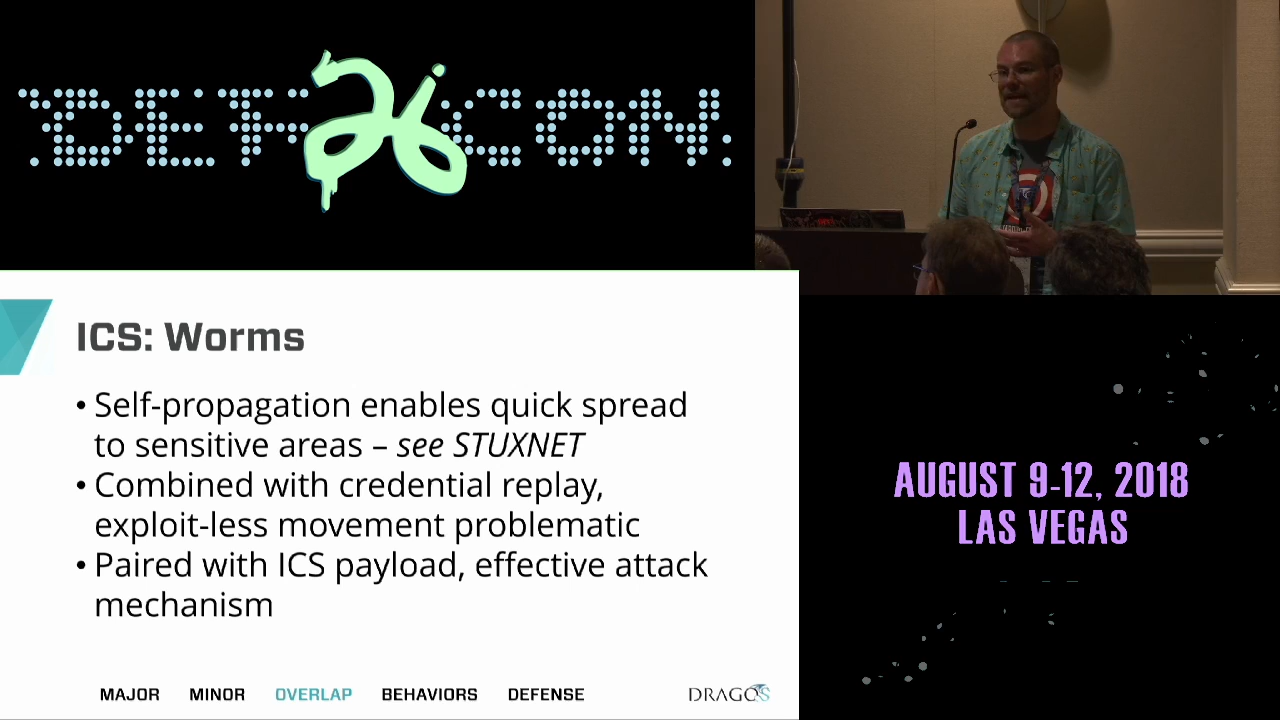 DEF CON
26
ICS: Worms
• Self-propagation enables quick spread
to sensitive areas – see STUXNET
• Combined with credential replay,
exploit-less movement problematic
• Paired with ICS payload, effective attack
mechanism
MAJOR MINOR OVERLAP BEHAVIORS DEFENSE
DRAGOS
AUGUST 9-12, 2018
LAS VEGAS